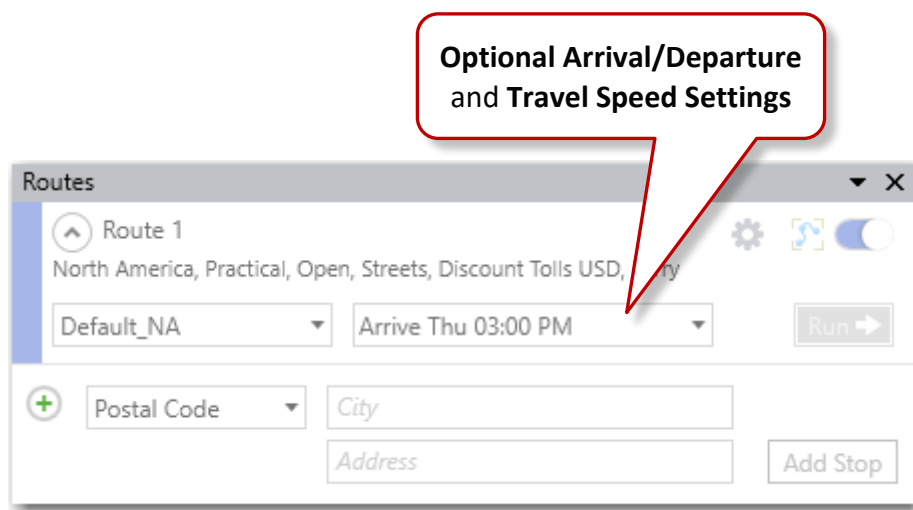 Optional Arrival/Departure
and Travel Speed Settings
Routes
Route 1
North America, Practical, Open, Streets, Discount Tolls USD,
Default_NA
Arrive Thu 03:00 PM
Run
Postal Code
City
Address
Add Stop